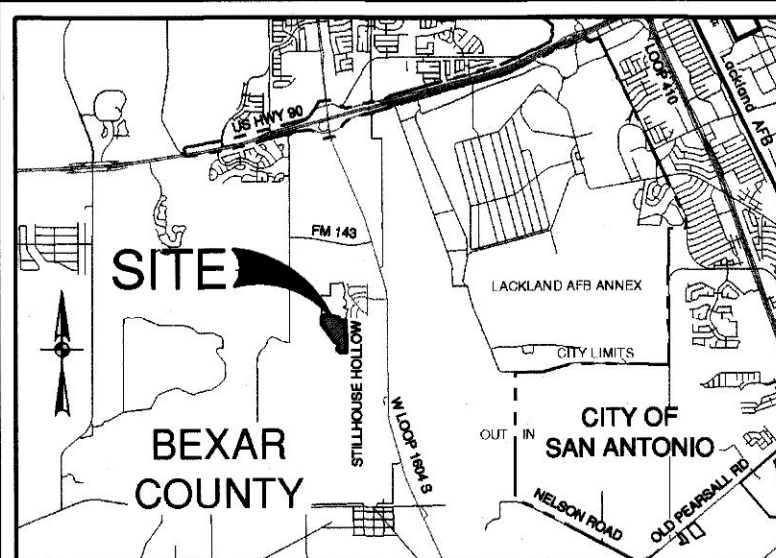 US HWY 90
LOOP 410
Lackland AFB
FM 143
SITE
LACKLAND AFB ANNEX
STILLHOUSE HOLLOW
CITY LIMITS
W LOOP 1604 S
BEXAR
COUNTY
OUT IN
CITY OF
SAN ANTONIO
NELSON ROAD
OLD PEARSALL RD